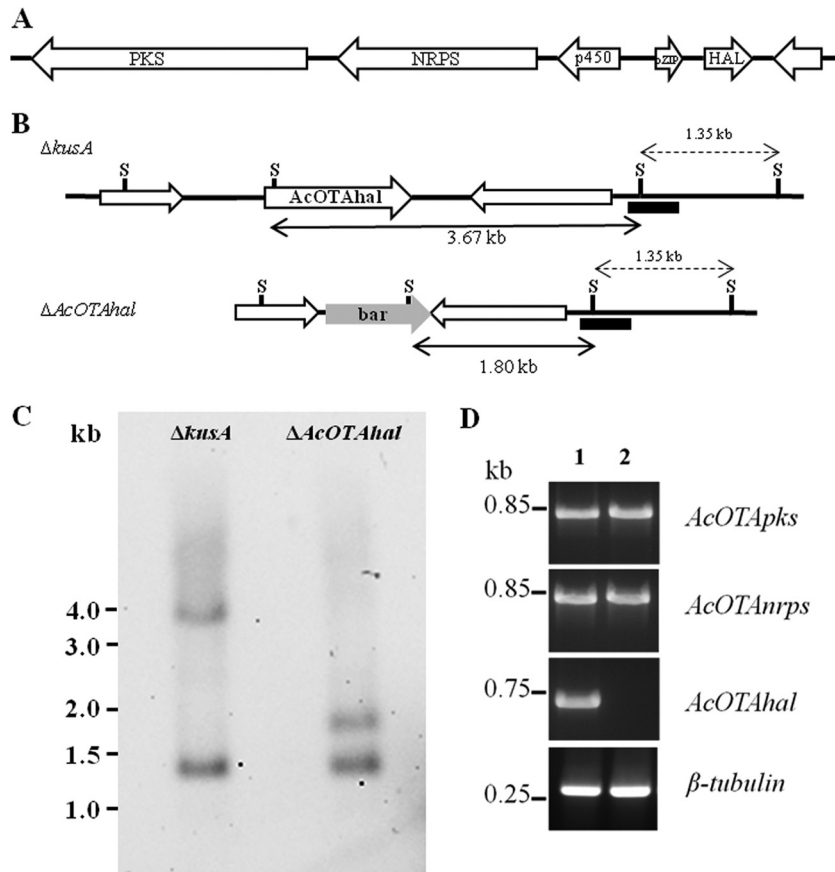 A
PKS NRPS p450 bZIP HAL
B
ΔkusA
1.35 kb
S S S S
AcOTAhal
3.67 kb
1.35 kb
S S S S
ΔAcOTAhal
bar
1.80 kb
C
kb ΔkusA ΔAcOTAhal
4.0
3.0
2.0
1.5
1.0
D
1 2
kb
0.85 AcOTApks
0.85 AcOTAnrps
0.75 AcOTAhal
0.25 β-tubulin